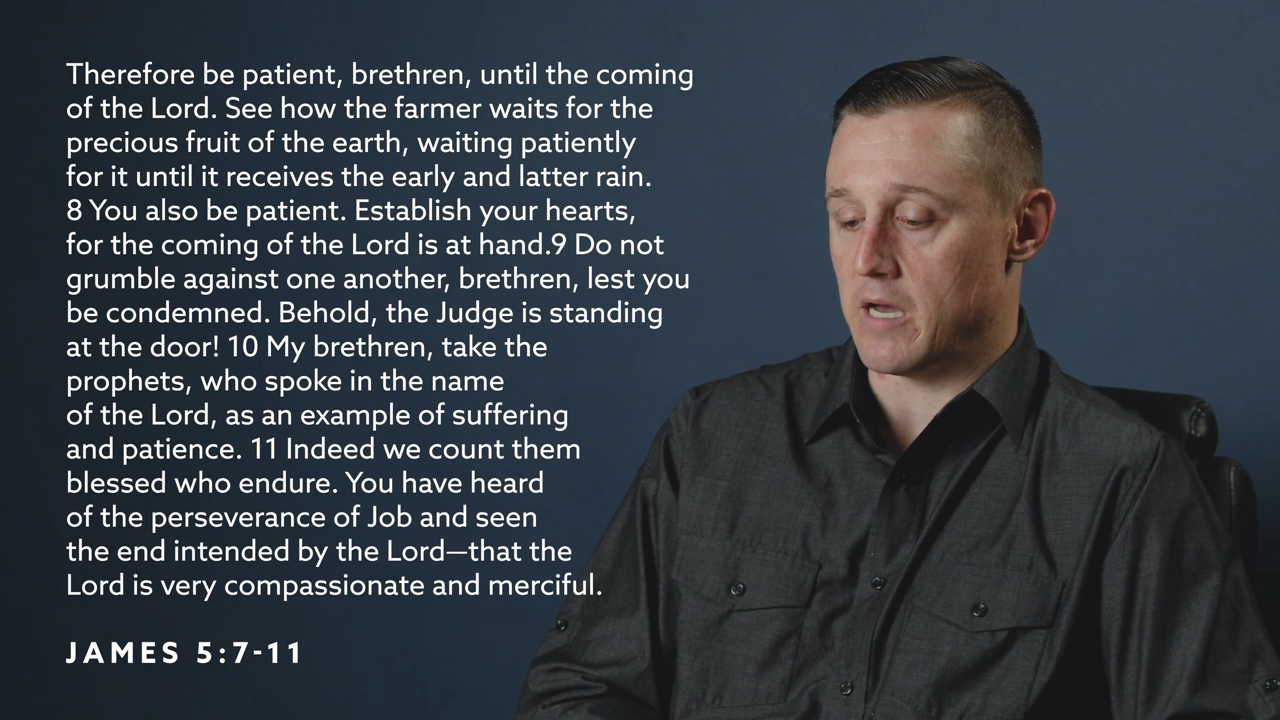 Therefore be patient, brethren, until the coming
of the Lord. See how the farmer waits for the
precious fruit of the earth, waiting patiently
for it until it receives the early and latter rain.
8 You also be patient. Establish your hearts,
for the coming of the Lord is at hand.9 Do not
grumble against one another, brethren, lest you
be condemned. Behold, the Judge is standing
at the door! 10 My brethren, take the
prophets, who spoke in the name
of the Lord, as an example of suffering
and patience. 11 Indeed we count them
blessed who endure. You have heard
of the perseverance of Job and seen
the end intended by the Lord—that the
Lord is very compassionate and merciful.
JAMES 5:7-11